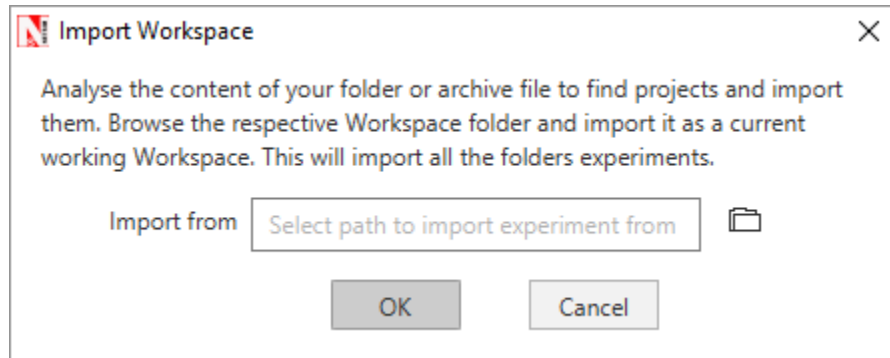 Import Workspace
Analyse the content of your folder or archive file to find projects and import
them. Browse the respective Workspace folder and import it as a current
working Workspace. This will import all the folders experiments.
Import from Select path to import experiment from
OK Cancel